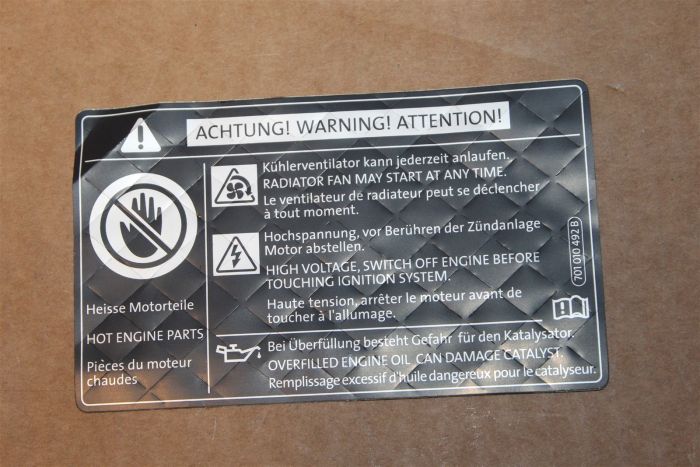 ACHTUNG! WARNING! ATTENTION!
Heisse Motorteile
HOT ENGINE PARTS
Pièces du moteur
chaudes
Kühlerventilator kann jederzeit anlaufen.
RADIATOR FAN MAY START AT ANY TIME.
Le ventilateur de radiateur peut se déclencher
à tout moment.
Hochspannung, vor Berühren der Zündanlage
Motor abstellen.
HIGH VOLTAGE, SWITCH OFF ENGINE BEFORE
TOUCHING IGNITION SYSTEM.
Haute tension, arrêter le moteur avant de
toucher à l'allumage.
Bei Überfüllung besteht Gefahr für den Katalysator.
OVERFILLED ENGINE OIL CAN DAMAGE CATALYST.
Remplissage excessif d'huile dangereux pour le catalyseur.
701 010 492 B